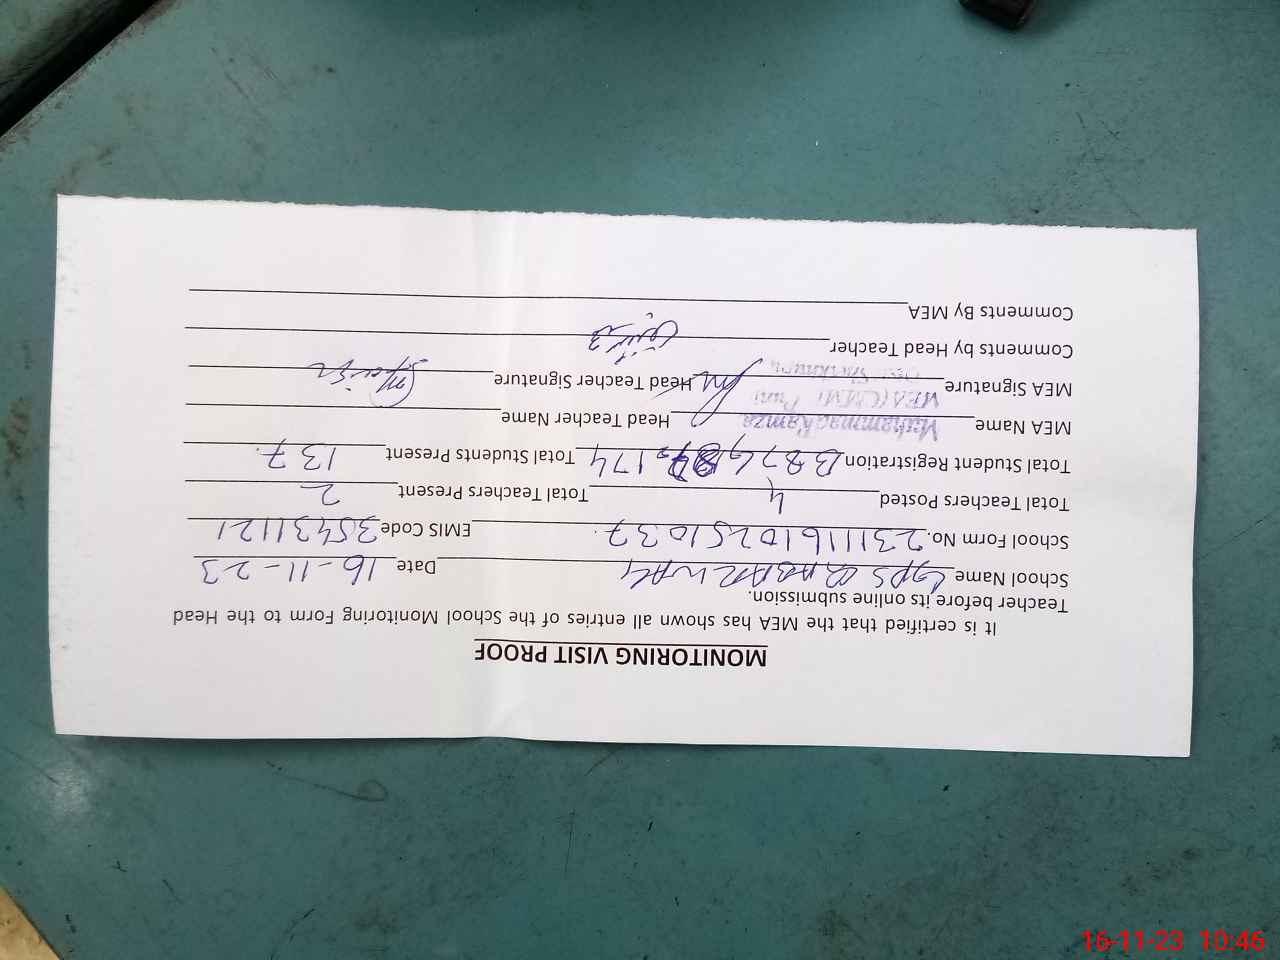 MONITORING VISIT PROOF
It is certified that the MEA has shown all entries of the School Monitoring Form to the Head
Teacher before its online submission.
School Name GPS Date 16-11-23
School Form No. 23111610251037 EMIS Code 35431121
Total Teachers Posted 4 Total Teachers Present 2
Total Student Registration 174 Total Students Present 137
MEA Name Muhammad Ramzan Head Teacher Name
MEA Signature Head Teacher Signature
Comments by Head Teacher
Comments By MEA
16-11-23 10:46